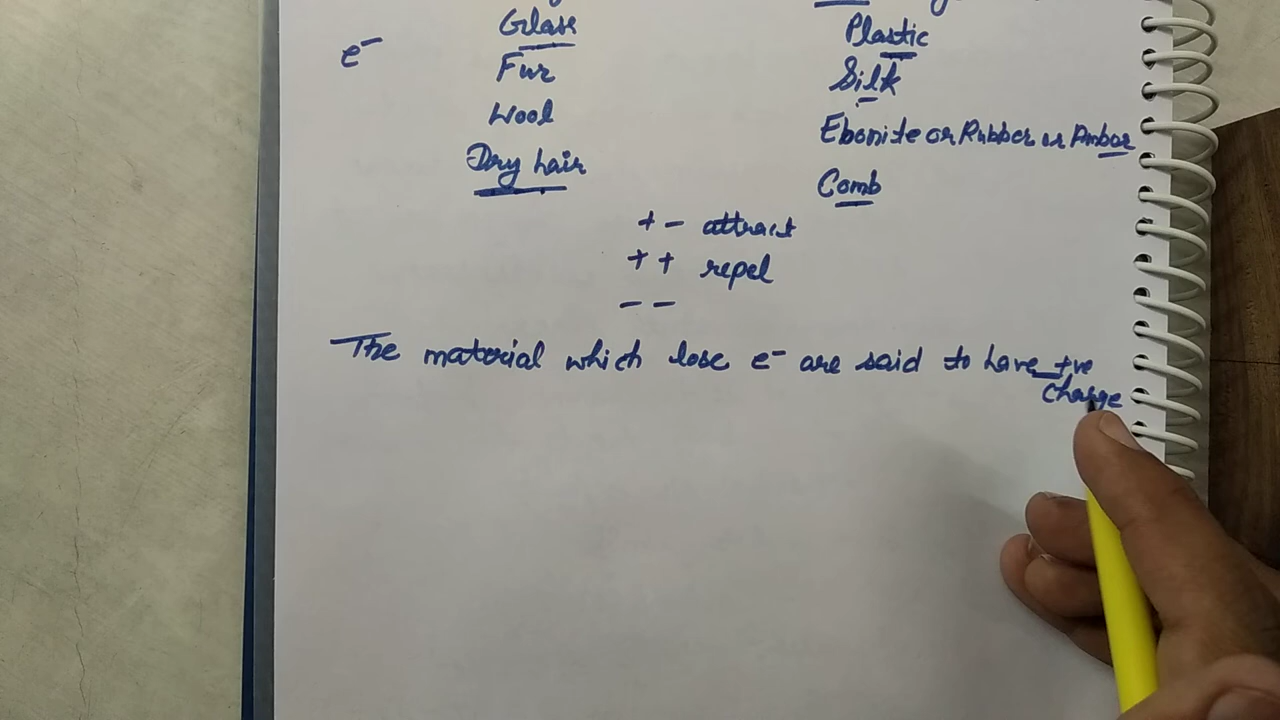 Glass
Plastic
e⁻
Fur
Silk
Wool
Ebonite or Rubber or Amber
Dry hair
Comb
+ − attract
+ + repel
− −
The material which lose e⁻ are said to have +ve
charge